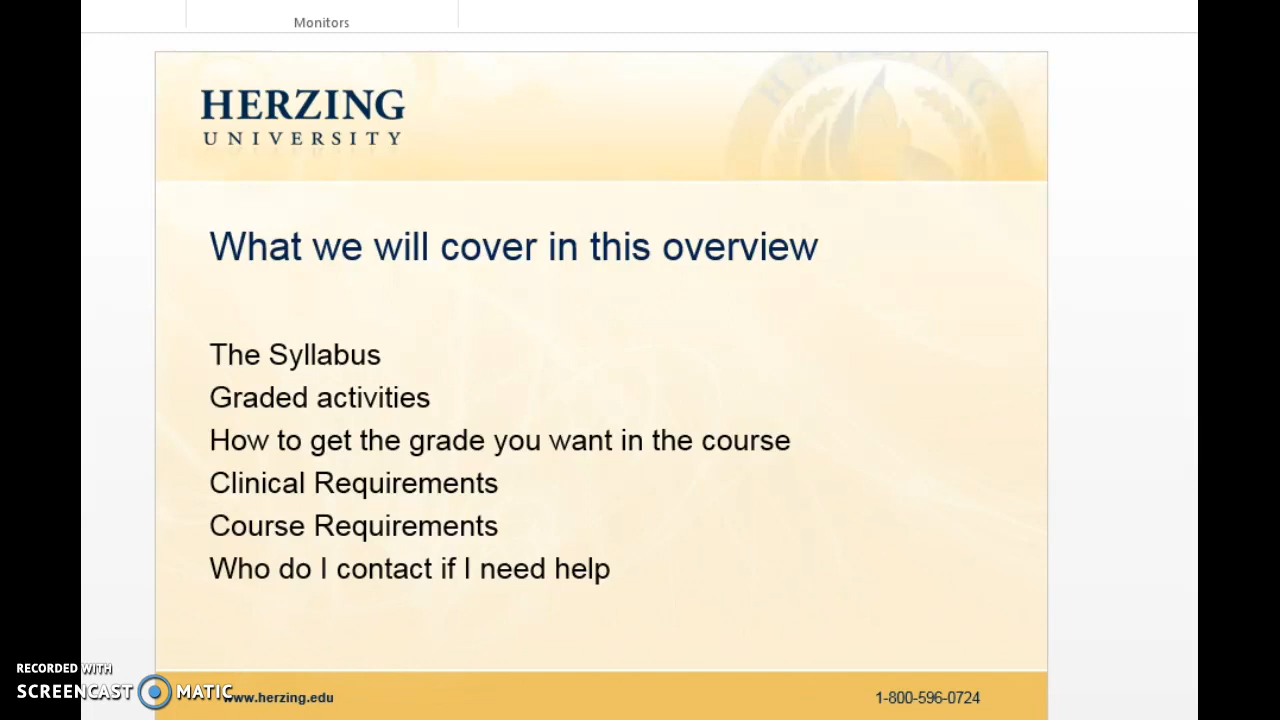 Monitors
HERZING
HERZING
UNIVERSITY
What we will cover in this overview
The Syllabus
Graded activities
How to get the grade you want in the course
Clinical Requirements
Course Requirements
Who do I contact if I need help
RECORDED WITH
SCREENCAST MATIC
www.herzing.edu
1-800-596-0724